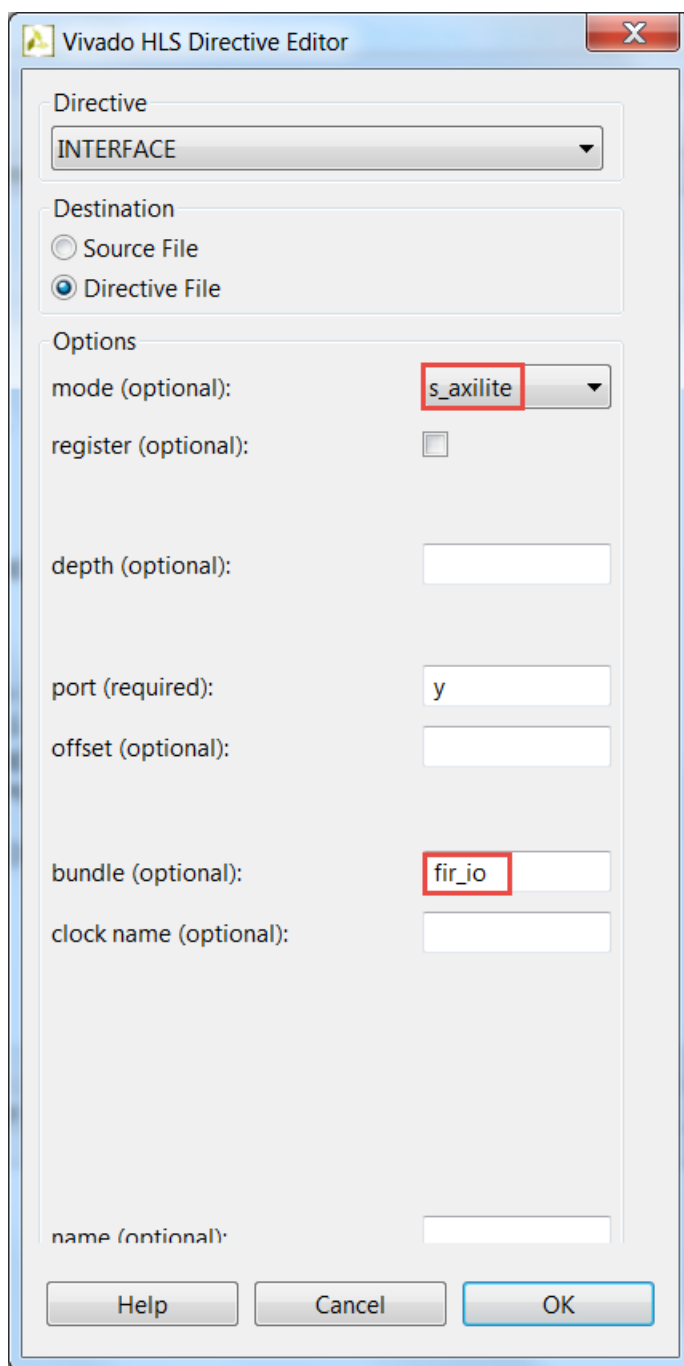 Vivado HLS Directive Editor
Directive
INTERFACE
Destination
Source File
Directive File
Options
mode (optional): s_axilite
register (optional):
depth (optional):
port (required): y
offset (optional):
bundle (optional): fir_io
clock name (optional):
name (optional):
Help Cancel OK